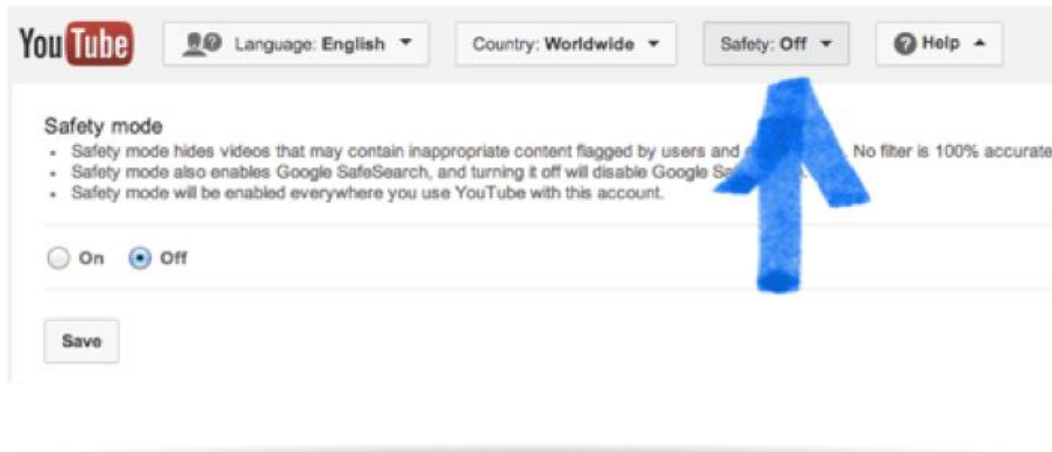 YouTube Language: English Country: Worldwide Safety: Off Help
Safety mode
Safety mode hides videos that may contain inappropriate content flagged by users and No filter is 100% accurate
Safety mode also enables Google SafeSearch, and turning it off will disable Google
Safety mode will be enabled everywhere you use YouTube with this account.
On Off
Save